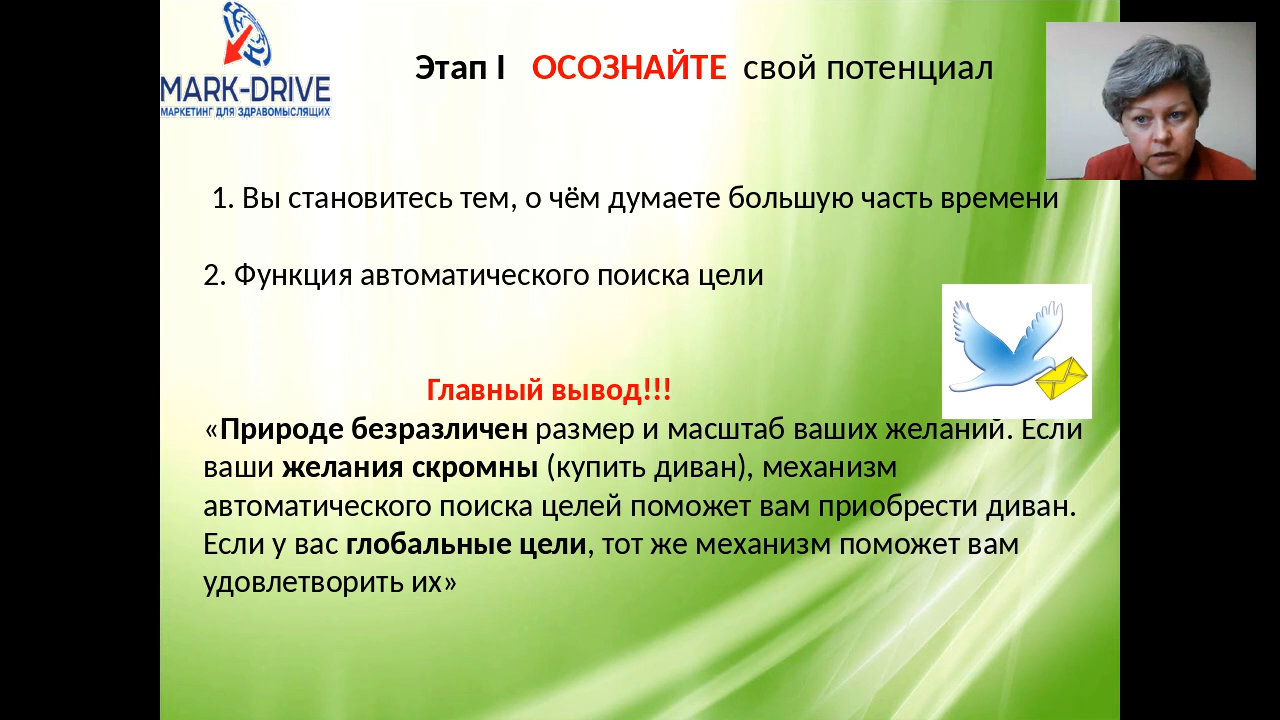 MARK-DRIVE
МАРКЕТИНГ ДЛЯ ЗДРАВОМЫСЛЯЩИХ
Этап I ОСОЗНАЙТЕ свой потенциал
1. Вы становитесь тем, о чём думаете большую часть времени
2. Функция автоматического поиска цели
Главный вывод!!!
«Природе безразличен размер и масштаб ваших желаний. Если
ваши желания скромны (купить диван), механизм
автоматического поиска целей поможет вам приобрести диван.
Если у вас глобальные цели, тот же механизм поможет вам
удовлетворить их»